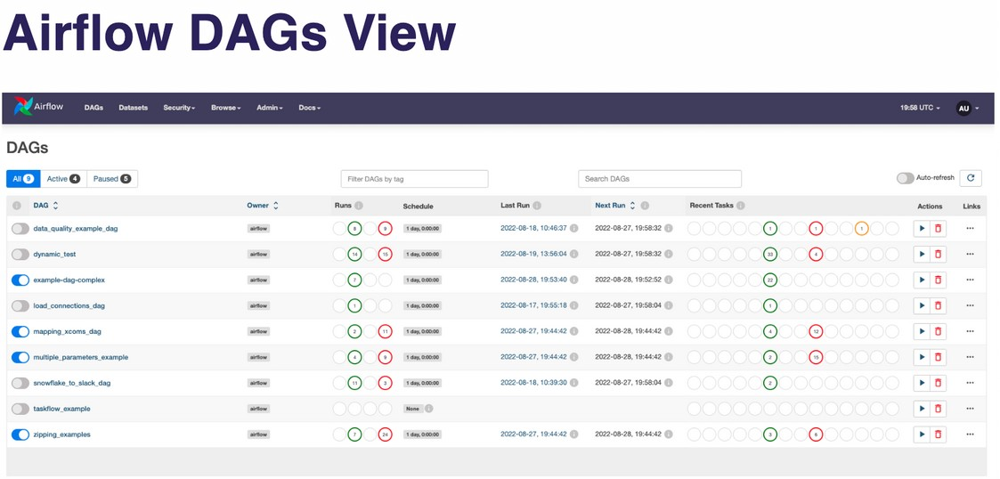 Airflow DAGs View
Airflow DAGs Datasets Security Browse Admin Docs 19:58 UTC AU
DAGs
All 9 Active 4 Paused 5 Filter DAGs by tag Search DAGs Auto-refresh
DAG Owner Runs Schedule Last Run Next Run Recent Tasks Actions Links
data_quality_example_dag airflow 8 9 1 day, 0:00:00 2022-08-18, 10:46:37 2022-08-27, 19:58:32 1 1 1
dynamic_test airflow 14 15 1 day, 0:00:00 2022-08-19, 13:56:04 2022-08-27, 19:58:32 33 4
example-dag-complex airflow 7 1 day, 0:00:00 2022-08-28, 19:53:40 2022-08-28, 19:52:52 22
load_connections_dag airflow 1 1 day, 0:00:00 2022-08-17, 19:55:18 2022-08-27, 19:58:04 1
mapping_xcoms_dag airflow 2 11 1 day, 0:00:00 2022-08-27, 19:44:42 2022-08-28, 19:44:42 4 12
multiple_parameters_example airflow 4 9 1 day, 0:00:00 2022-08-27, 19:44:42 2022-08-28, 19:44:42 2 15
snowflake_to_slack_dag airflow 11 3 1 day, 0:00:00 2022-08-18, 10:39:30 2022-08-27, 19:58:04 2
taskflow_example airflow None
zipping_examples airflow 7 24 1 day, 0:00:00 2022-08-27, 19:44:42 2022-08-28, 19:44:42 3 6